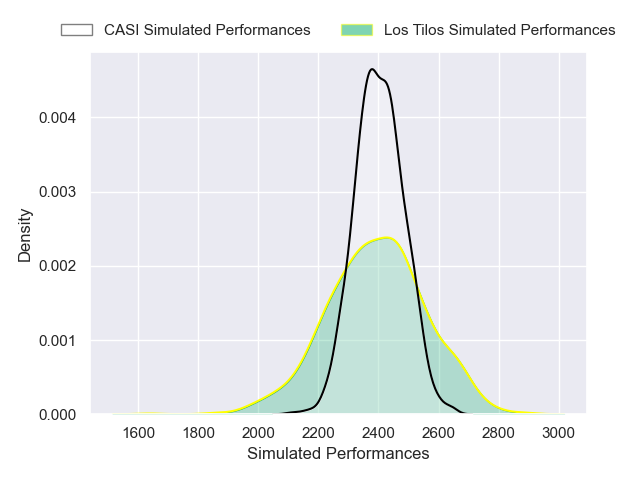 CASI Simulated Performances
Los Tilos Simulated Performances
Density
0.004
0.003
0.002
0.001
0.000
1600 1800 2000 2200 2400 2600 2800 3000
Simulated Performances